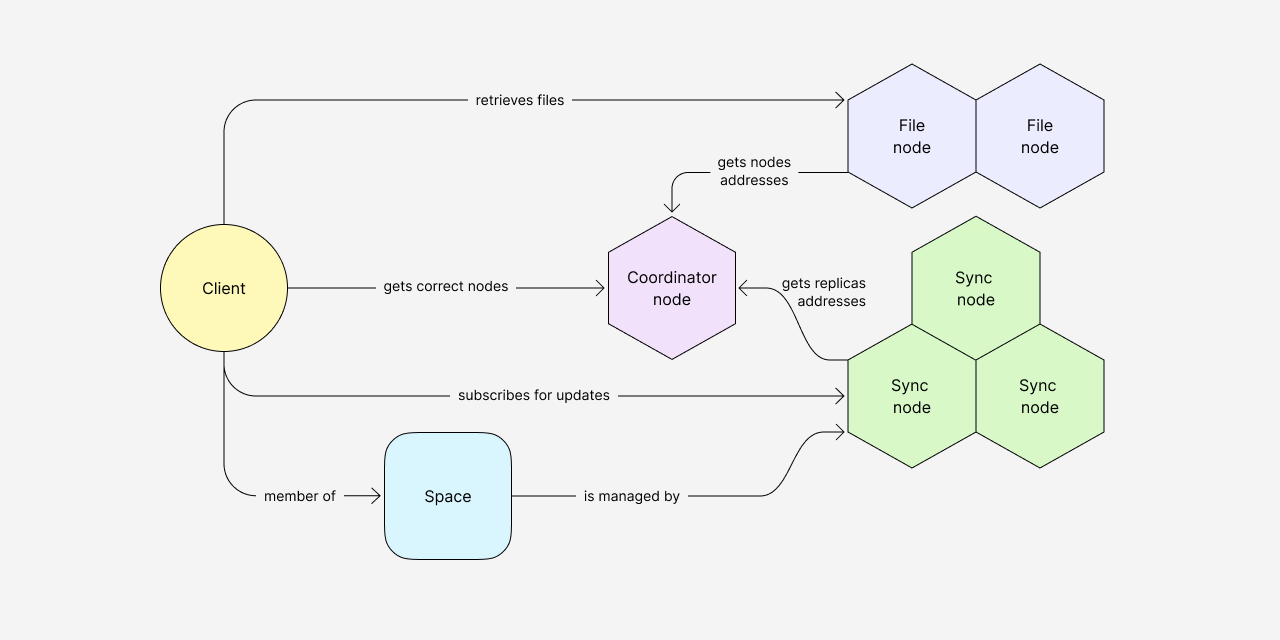 retrieves files
File
node
File
node
gets nodes
addresses
Client
gets correct nodes
Coordinator
node
gets replicas
addresses
Sync
node
Sync
node
Sync
node
subscribes for updates
member of
Space
is managed by